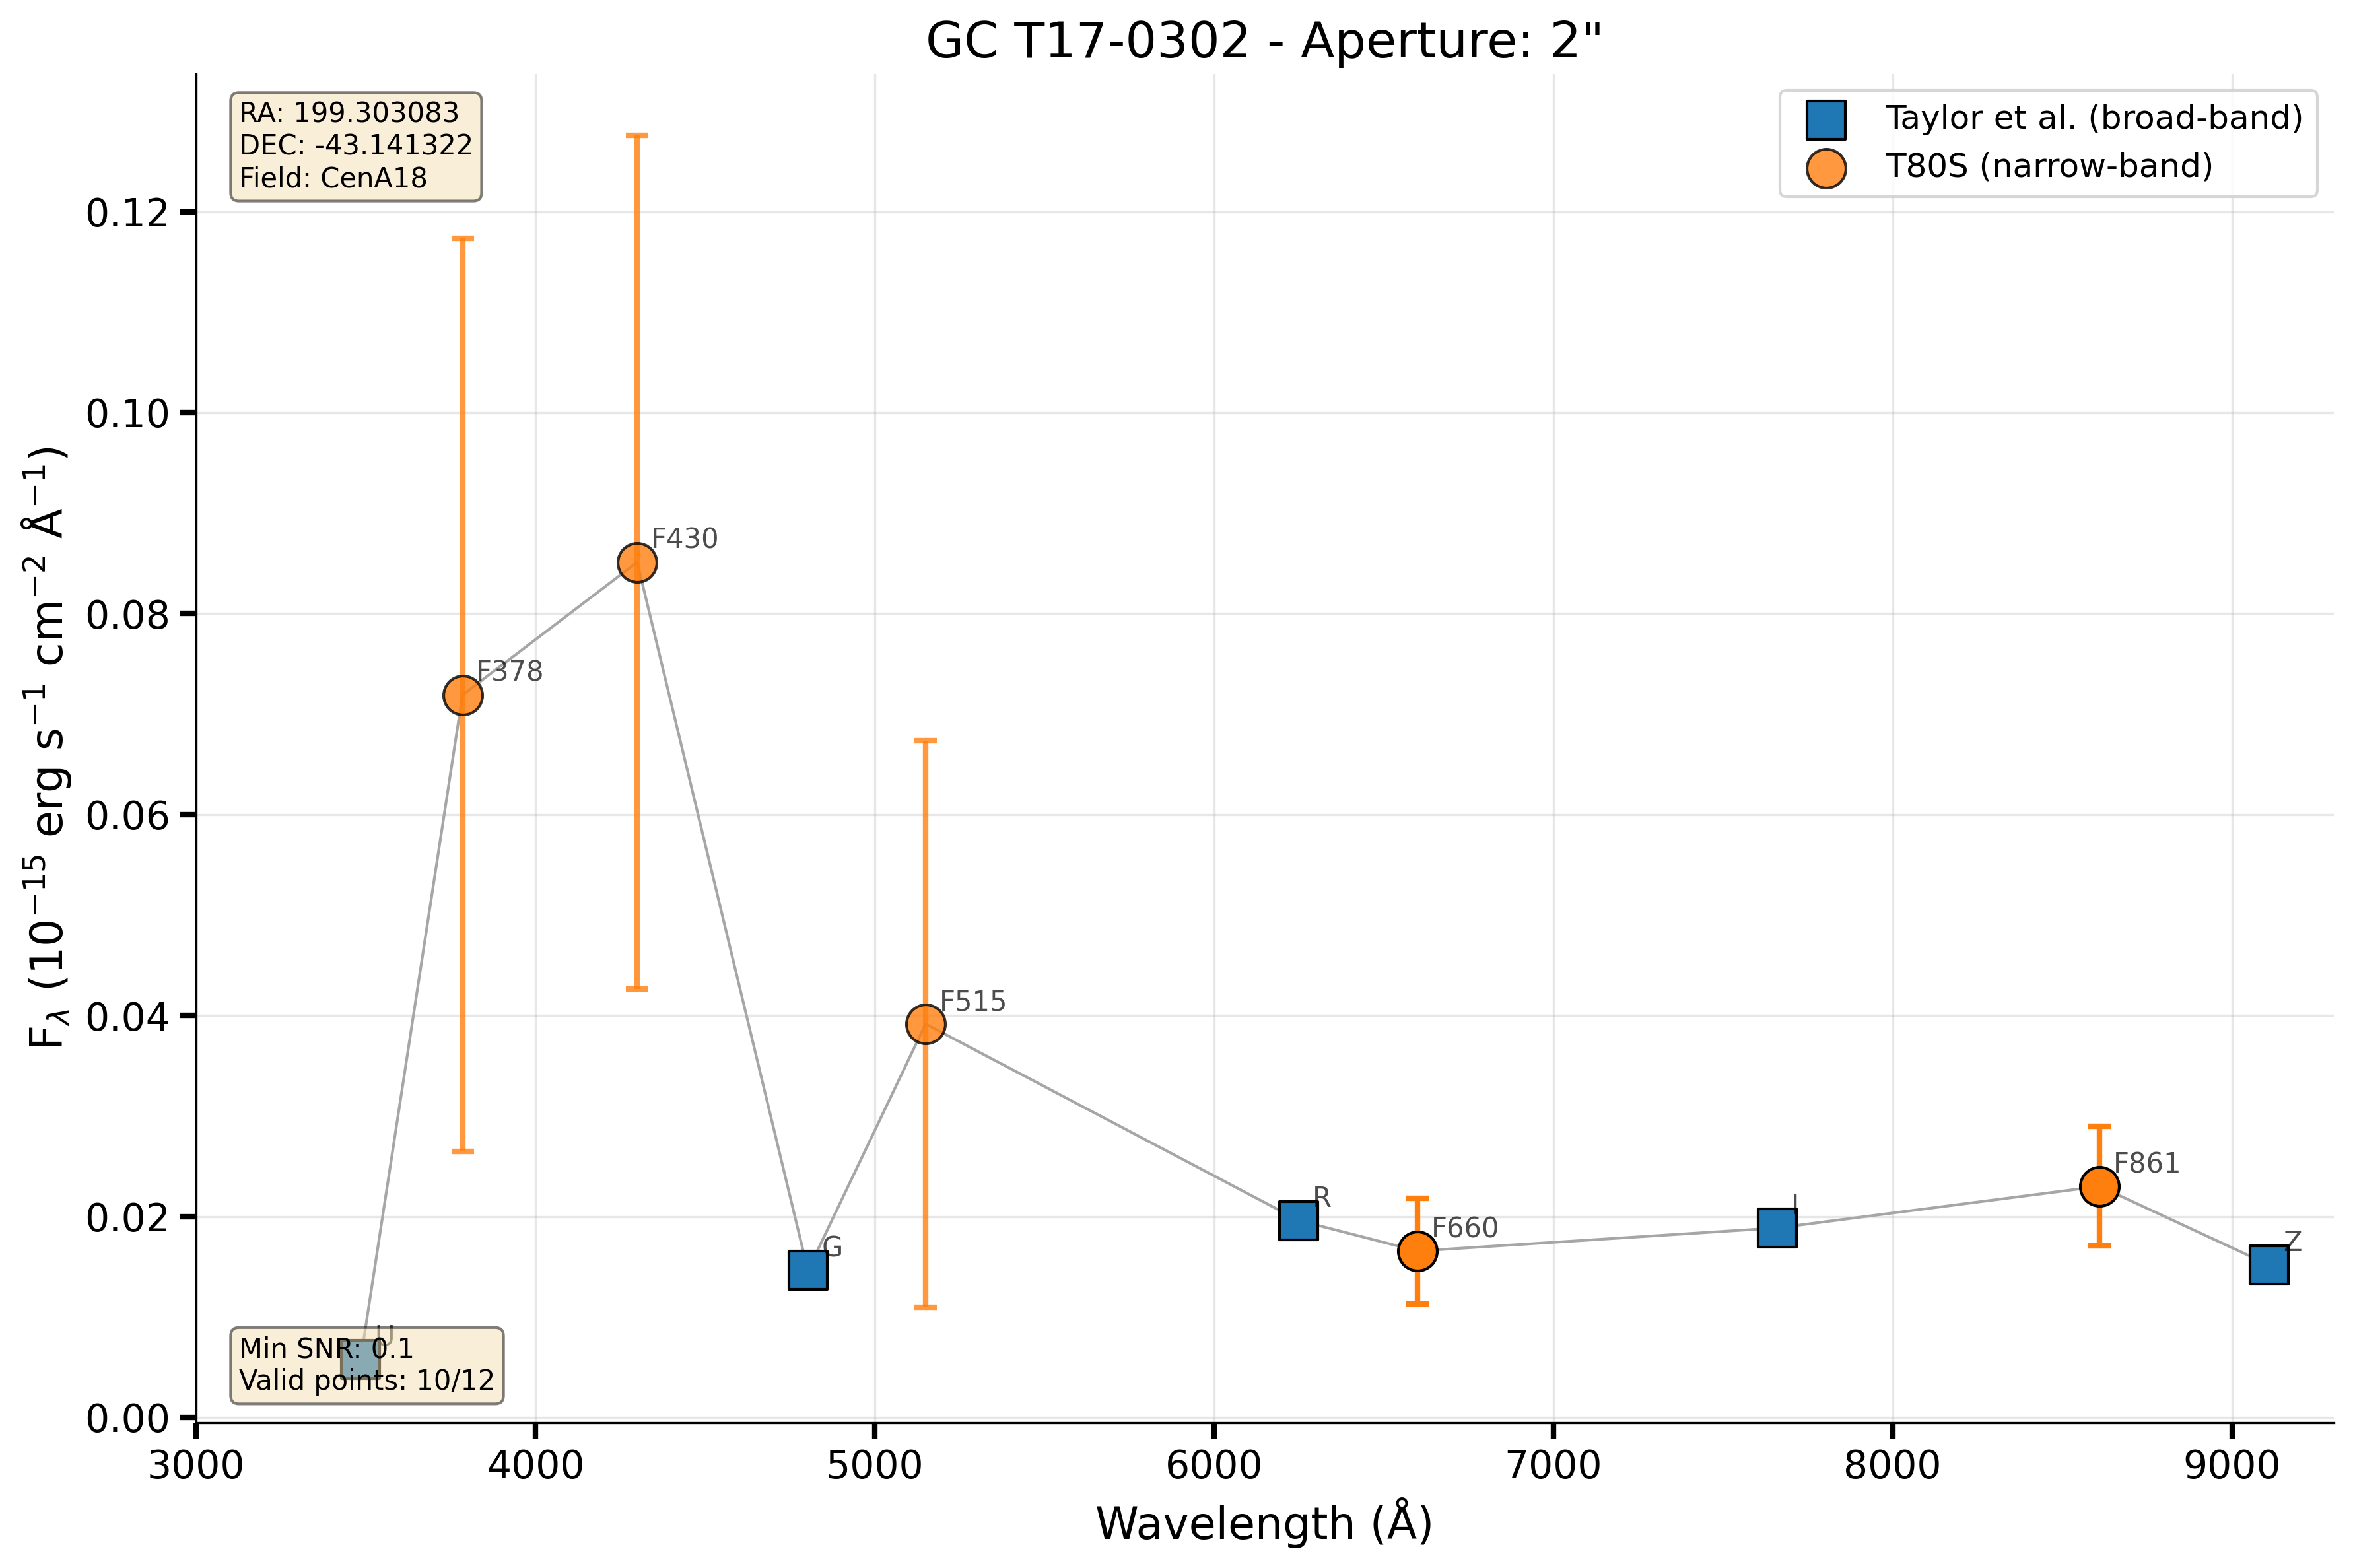 GC T17-0302 - Aperture: 2"
RA: 199.303083
DEC: -43.141322
Field: CenA18
Taylor et al. (broad-band)
T80S (narrow-band)
F_λ (10^−15 erg s^−1 cm^−2 Å^−1)
0.12
0.10
0.08
0.06
0.04
0.02
0.00
F430
F378
F515
F861
R
F660
I
Z
G
U
Min SNR: 0.1
Valid points: 10/12
3000 4000 5000 6000 7000 8000 9000
Wavelength (Å)